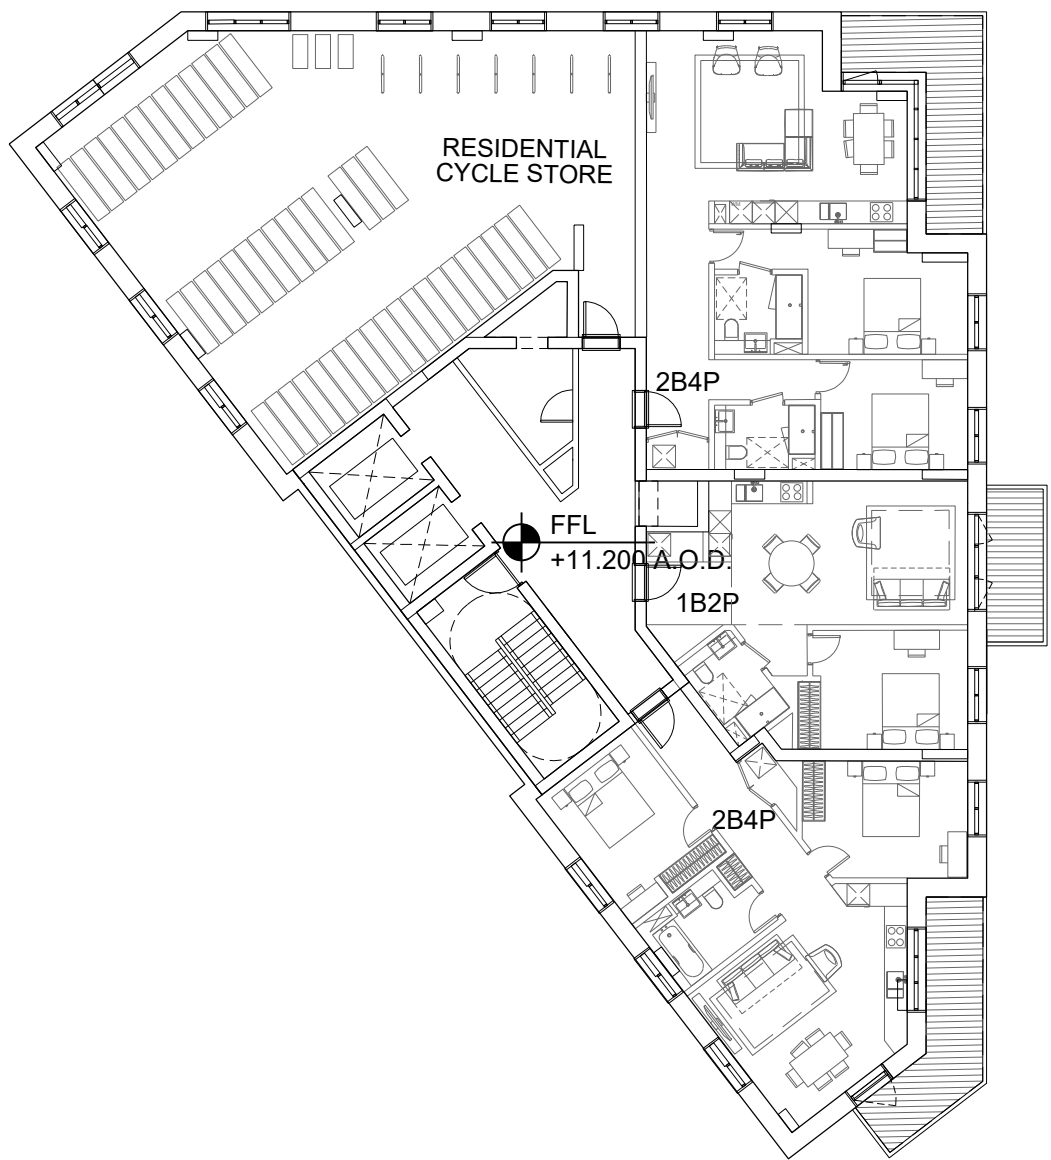 RESIDENTIAL
CYCLE STORE
2B4P
FFL
+11.200 A.O.D.
1B2P
2B4P